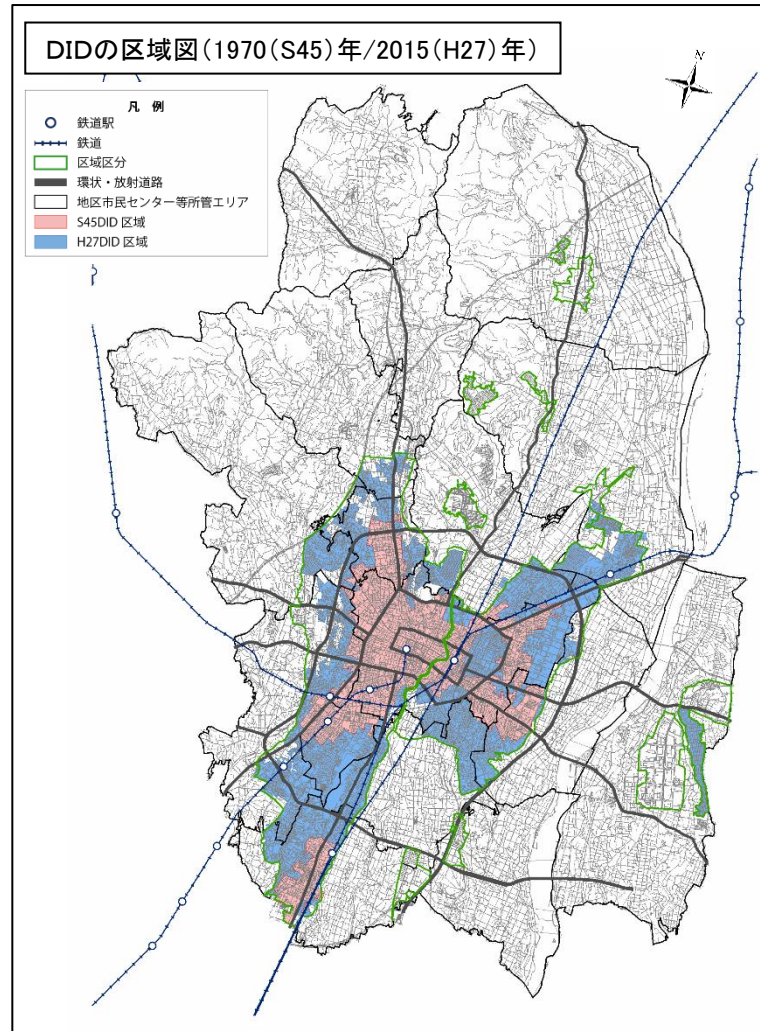 DIDの区域図(1970(S45)年/2015(H27)年)
N
凡 例
鉄道駅
鉄道
区域区分
環状・放射道路
地区市民センター等所管エリア
S45DID 区域
H27DID 区域